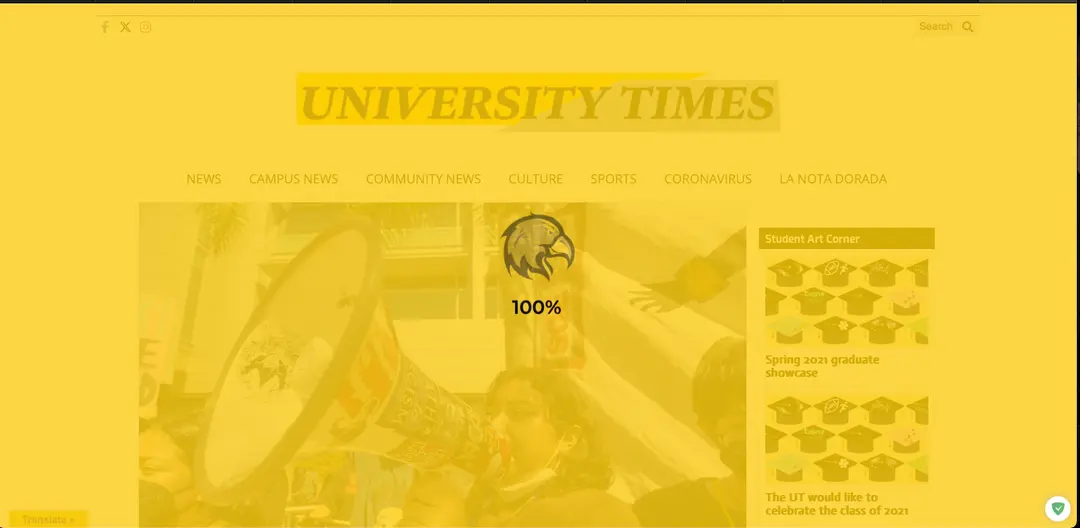 Search
UNIVERSITY TIMES
NEWS
CAMPUS NEWS
COMMUNITY NEWS
CULTURE
SPORTS
CORONAVIRUS
LA NOTA DORADA
100%
Student Art Corner
Spring 2021 graduate
showcase
The UT would like to
celebrate the class of 2021
Translate »